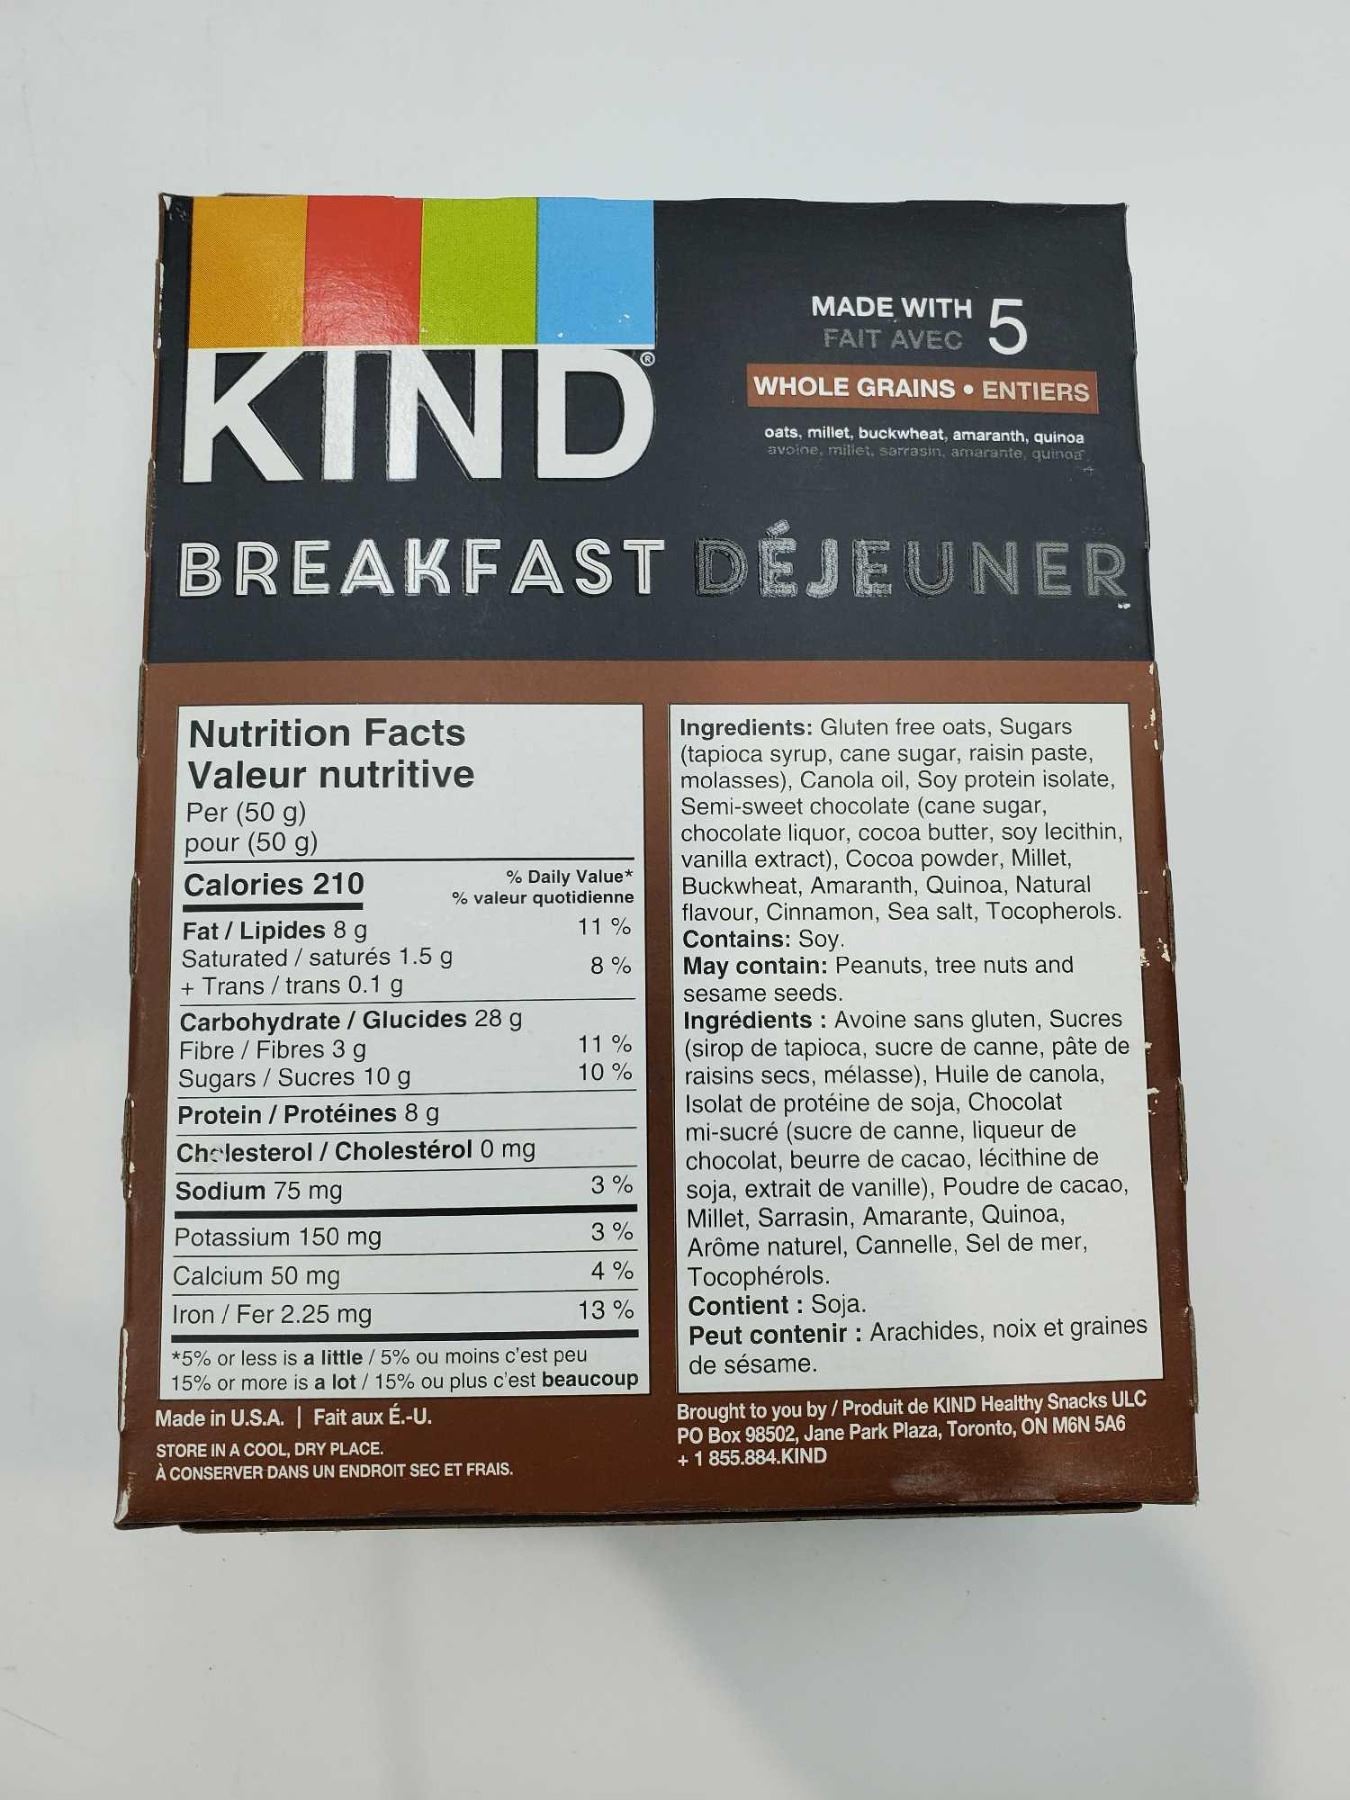 KIND®
MADE WITH 5
FAIT AVEC
WHOLE GRAINS • ENTIERS
oats, millet, buckwheat, amaranth, quinoa
avoine, millet, sarrasin, amarante, quinoa
BREAKFAST DÉJEUNER
Nutrition Facts
Valeur nutritive
Per (50 g)
pour (50 g)
Calories 210
% Daily Value*
% valeur quotidienne
Fat / Lipides 8 g 11 %
Saturated / saturés 1.5 g
+ Trans / trans 0.1 g 8 %
Carbohydrate / Glucides 28 g
Fibre / Fibres 3 g 11 %
Sugars / Sucres 10 g 10 %
Protein / Protéines 8 g
Cholesterol / Cholestérol 0 mg
Sodium 75 mg 3 %
Potassium 150 mg 3 %
Calcium 50 mg 4 %
Iron / Fer 2.25 mg 13 %
*5% or less is a little / 5% ou moins c'est peu
15% or more is a lot / 15% ou plus c'est beaucoup
Made in U.S.A. | Fait aux É.-U.
STORE IN A COOL, DRY PLACE.
À CONSERVER DANS UN ENDROIT SEC ET FRAIS.
Ingredients: Gluten free oats, Sugars
(tapioca syrup, cane sugar, raisin paste,
molasses), Canola oil, Soy protein isolate,
Semi-sweet chocolate (cane sugar,
chocolate liquor, cocoa butter, soy lecithin,
vanilla extract), Cocoa powder, Millet,
Buckwheat, Amaranth, Quinoa, Natural
flavour, Cinnamon, Sea salt, Tocopherols.
Contains: Soy.
May contain: Peanuts, tree nuts and
sesame seeds.
Ingrédients : Avoine sans gluten, Sucres
(sirop de tapioca, sucre de canne, pâte de
raisins secs, mélasse), Huile de canola,
Isolat de protéine de soja, Chocolat
mi-sucré (sucre de canne, liqueur de
chocolat, beurre de cacao, lécithine de
soja, extrait de vanille), Poudre de cacao,
Millet, Sarrasin, Amarante, Quinoa,
Arôme naturel, Cannelle, Sel de mer,
Tocophérols.
Contient : Soja.
Peut contenir : Arachides, noix et graines
de sésame.
Brought to you by / Produit de KIND Healthy Snacks ULC
PO Box 98502, Jane Park Plaza, Toronto, ON M6N 5A6
+ 1 855.884.KIND